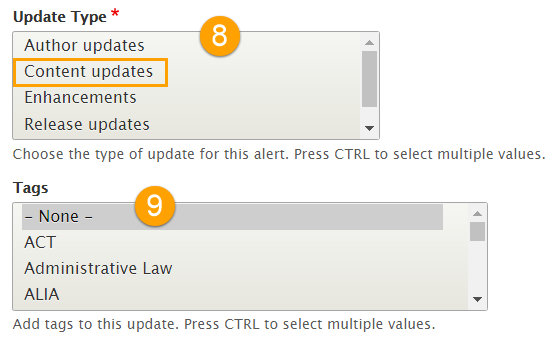 Update Type *
8
Author updates
Content updates
Enhancements
Release updates
Choose the type of update for this alert. Press CTRL to select multiple values.
Tags
9
- None -
ACT
Administrative Law
ALIA
Add tags to this update. Press CTRL to select multiple values.